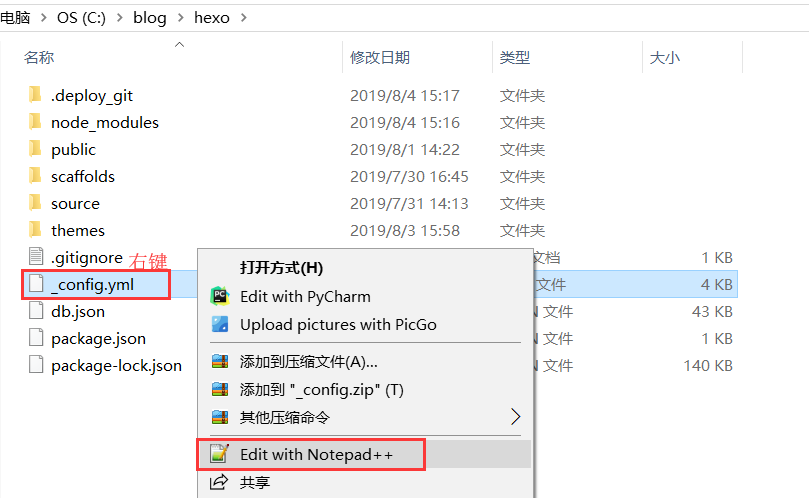 电脑 > OS (C:) > blog > hexo >
名称 修改日期 类型 大小
.deploy_git 2019/8/4 15:17 文件夹
node_modules 2019/8/4 15:16 文件夹
public 2019/8/1 14:22 文件夹
scaffolds 2019/7/30 16:45 文件夹
source 2019/7/31 14:13 文件夹
themes 2019/8/3 15:58 文件夹
.gitignore 右键 文档 1 KB
_config.yml 文件 4 KB
db.json N 文件 43 KB
package.json N 文件 1 KB
package-lock.json N 文件 140 KB
打开方式(H)
Edit with PyCharm
Upload pictures with PicGo
添加到压缩文件(A)...
添加到 "_config.zip" (T)
其他压缩命令
Edit with Notepad++
共享